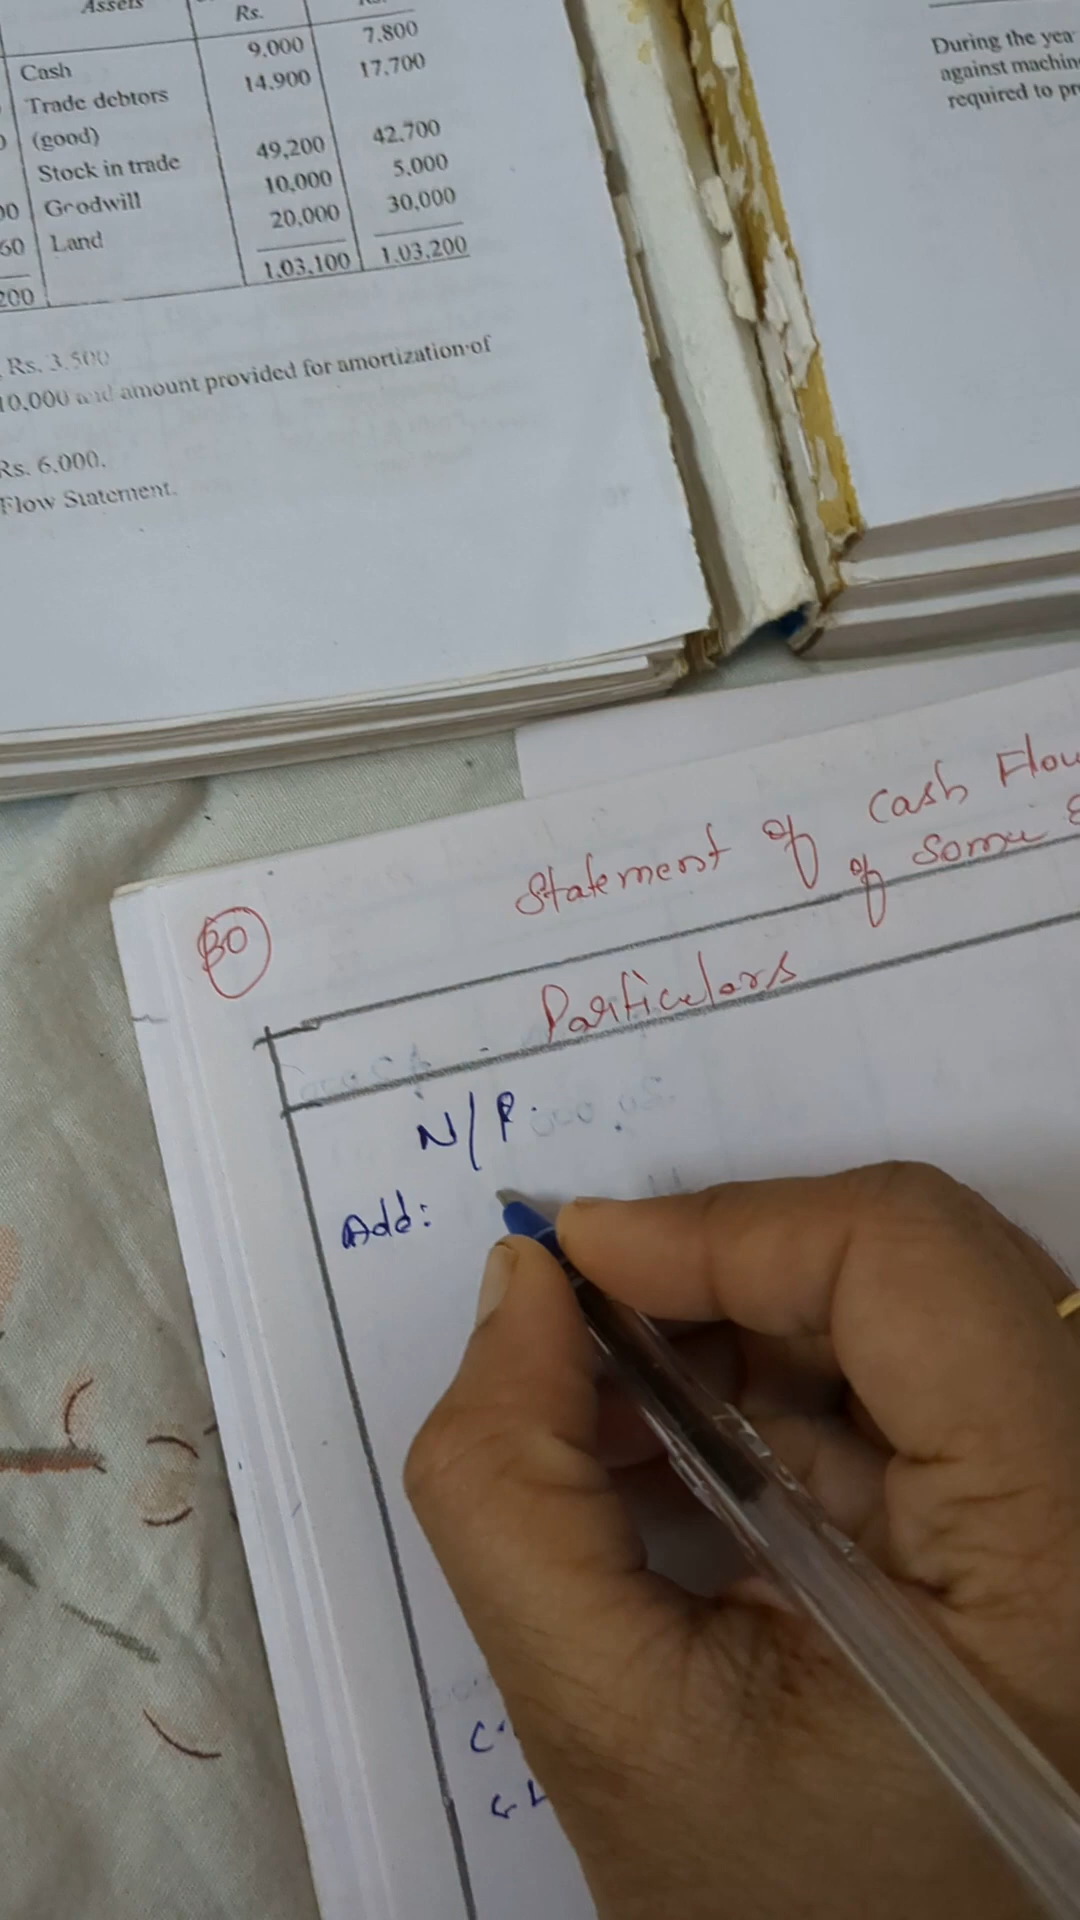 Assets
Rs.
Cash 9,000 7,800
Trade debtors 14,900 17,700
(good)
Stock in trade 49,200 42,700
Grodwill 10,000 5,000
Land 20,000 30,000
1,03,100 1,03,200
200
Rs. 3,500
10,000 and amount provided for amortization of
Rs. 6,000.
Flow Statement.
During the yea
against machin
required to pr
30
Statement of Cash Flow
of Some
Particulars
N/P.
Add: